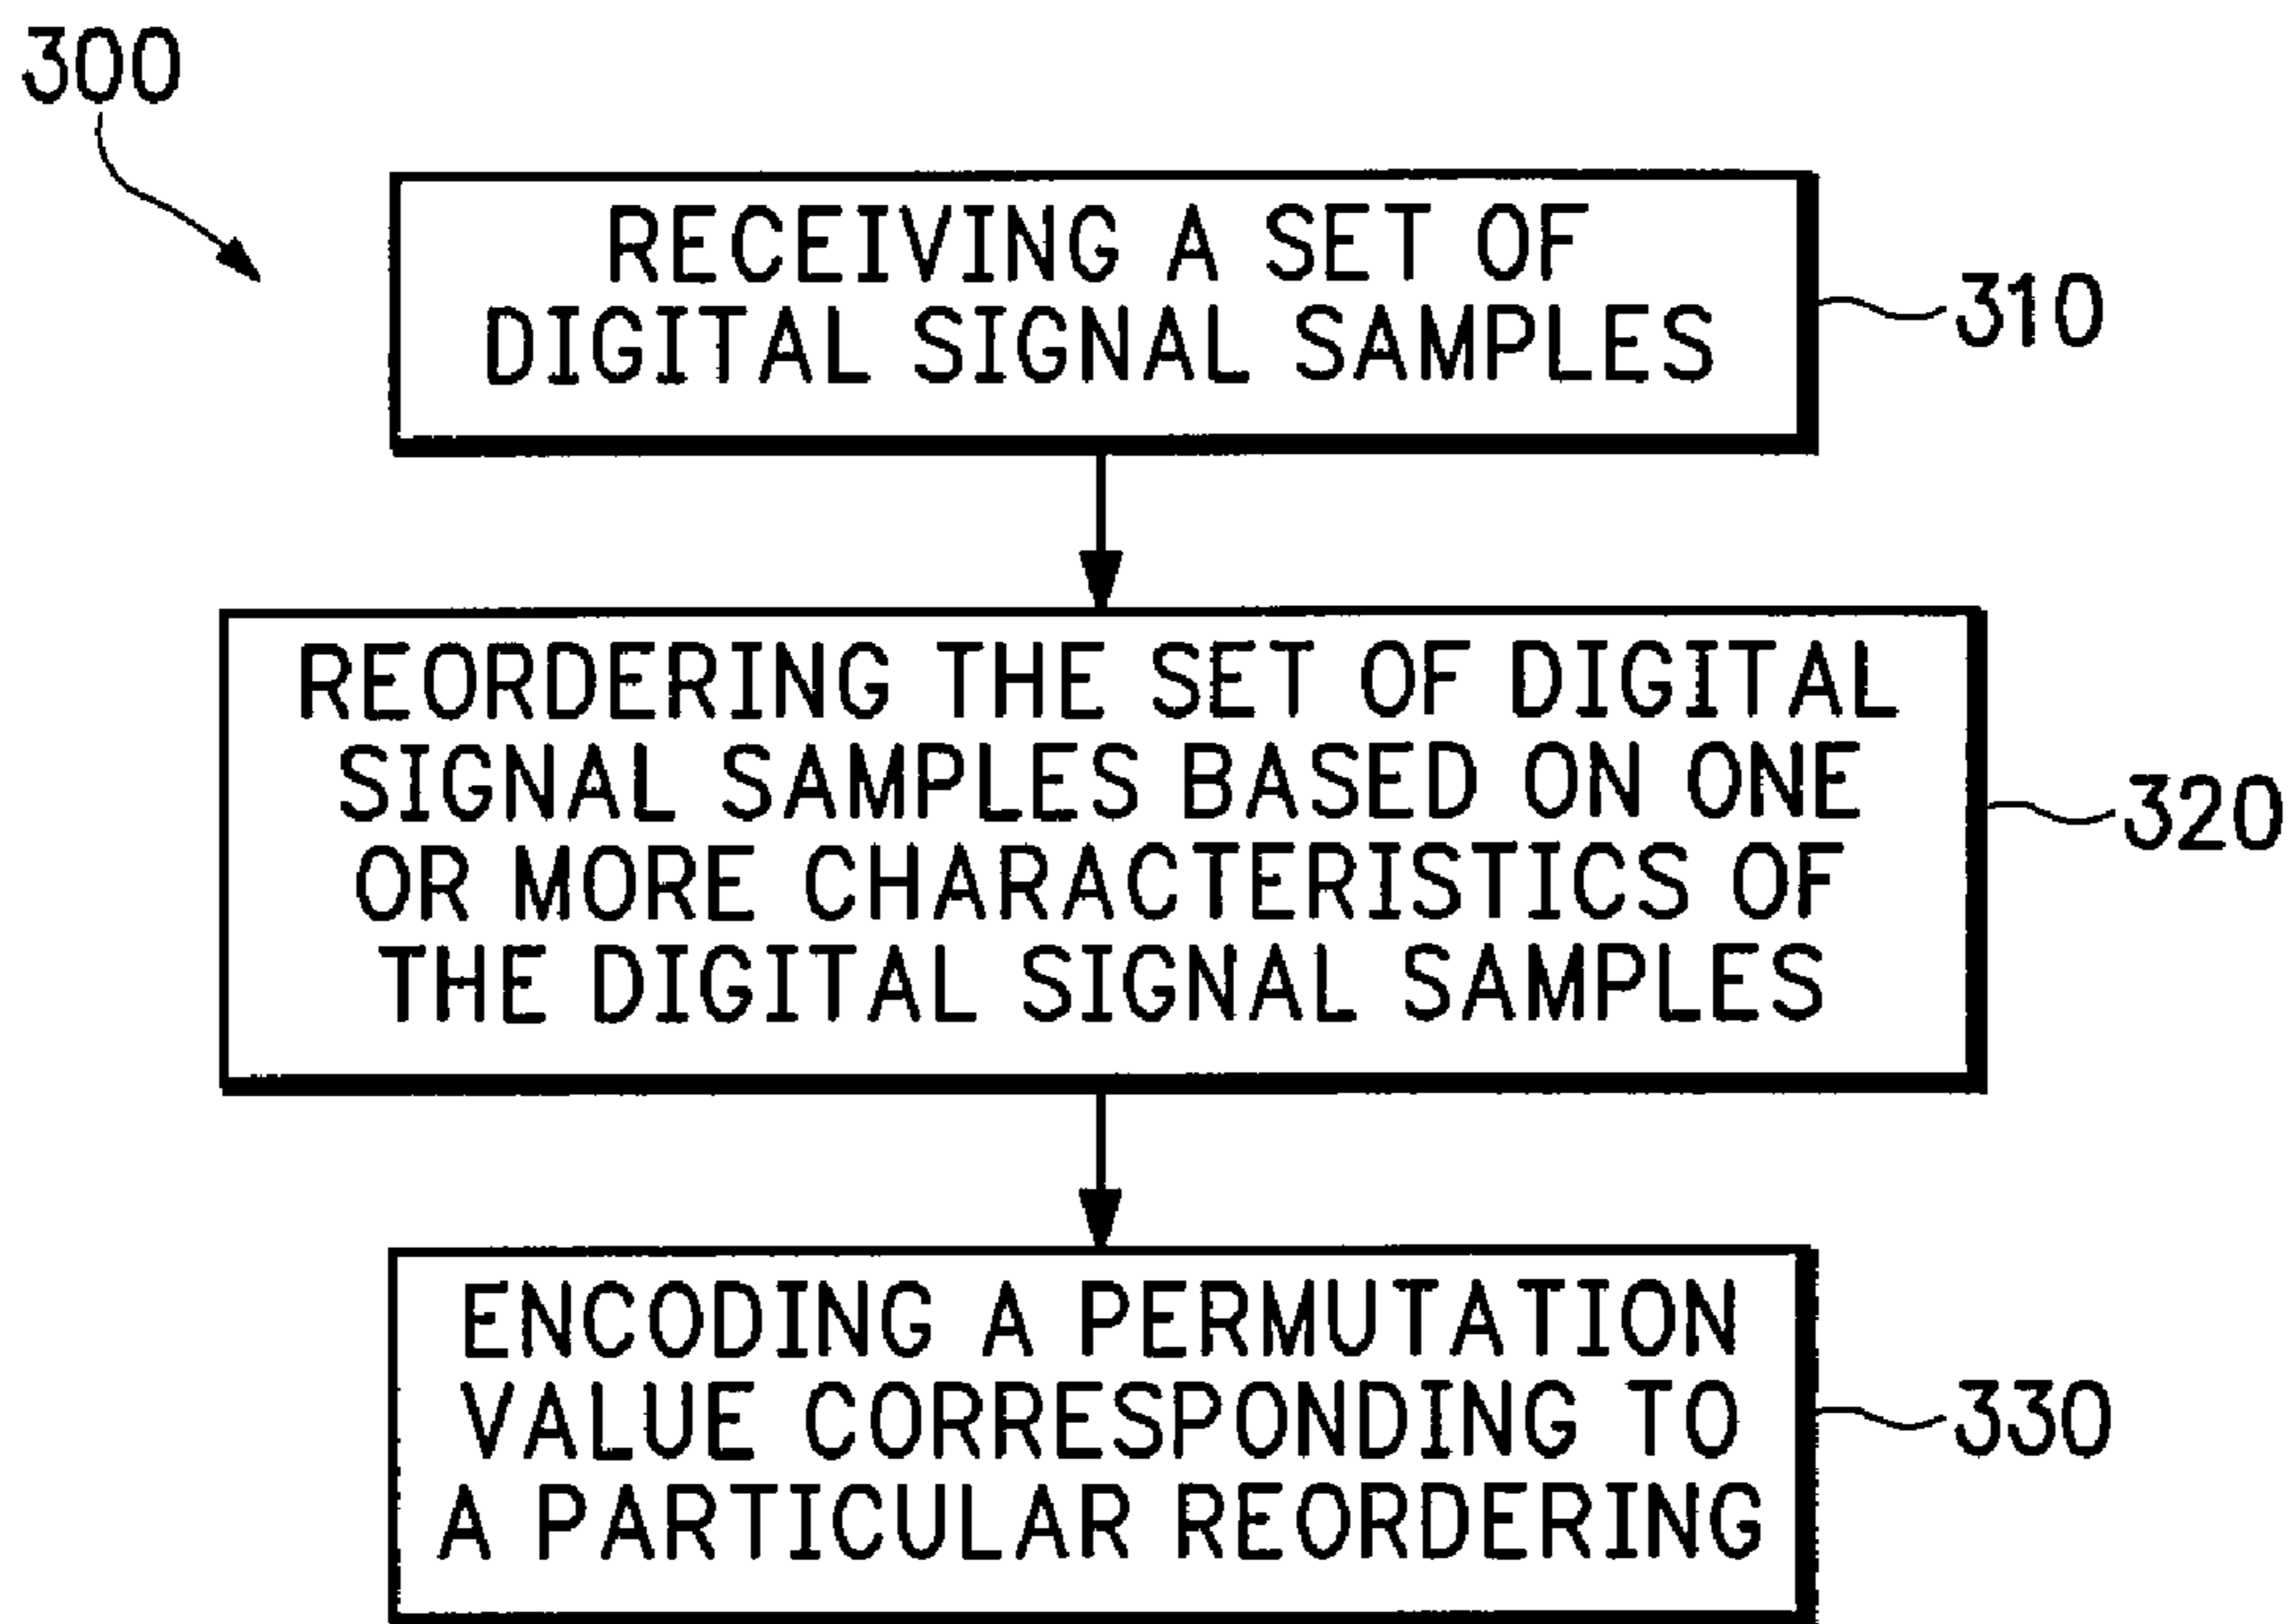 300
RECEIVING A SET OF
DIGITAL SIGNAL SAMPLES
310
REORDERING THE SET OF DIGITAL
SIGNAL SAMPLES BASED ON ONE
OR MORE CHARACTERISTICS OF
THE DIGITAL SIGNAL SAMPLES
320
ENCODING A PERMUTATION
VALUE CORRESPONDING TO
A PARTICULAR REORDERING
330